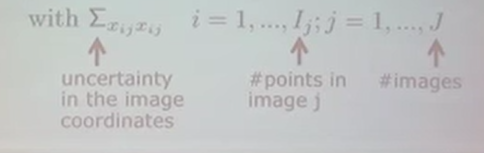 with Σ_{x_{ij}x_{ij}} i = 1, ..., I_j; j = 1, ..., J
uncertainty in the image coordinates
#points in image j
#images